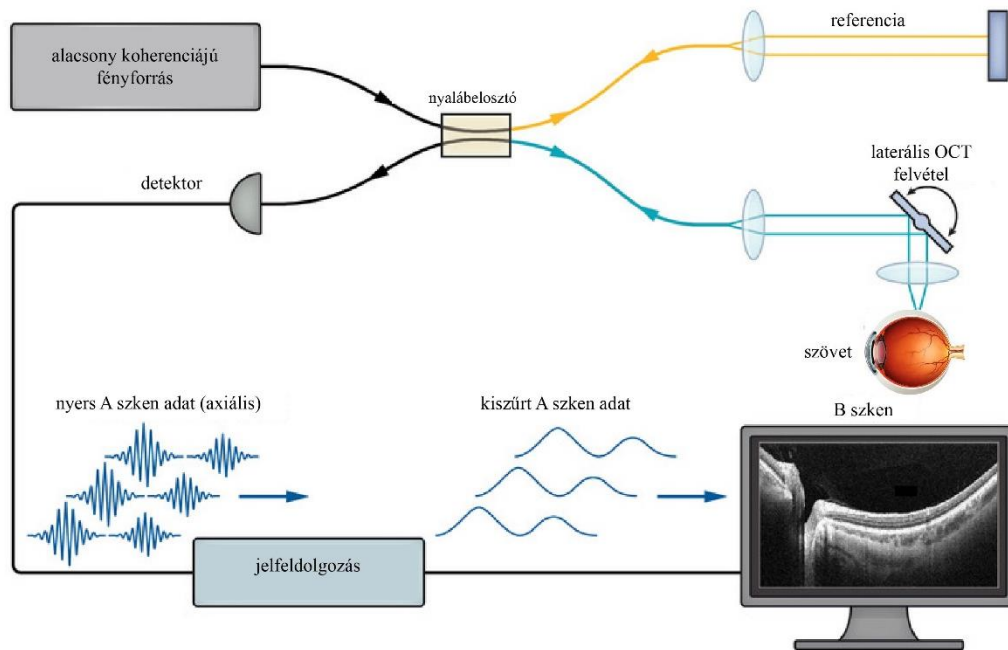 alacsony koherenciájú
fényforrás
nyalábelosztó
referencia
detektor
laterális OCT
felvétel
szövet
nyers A szken adat (axiális)
kiszűrt A szken adat
B szken
jelfeldolgozás